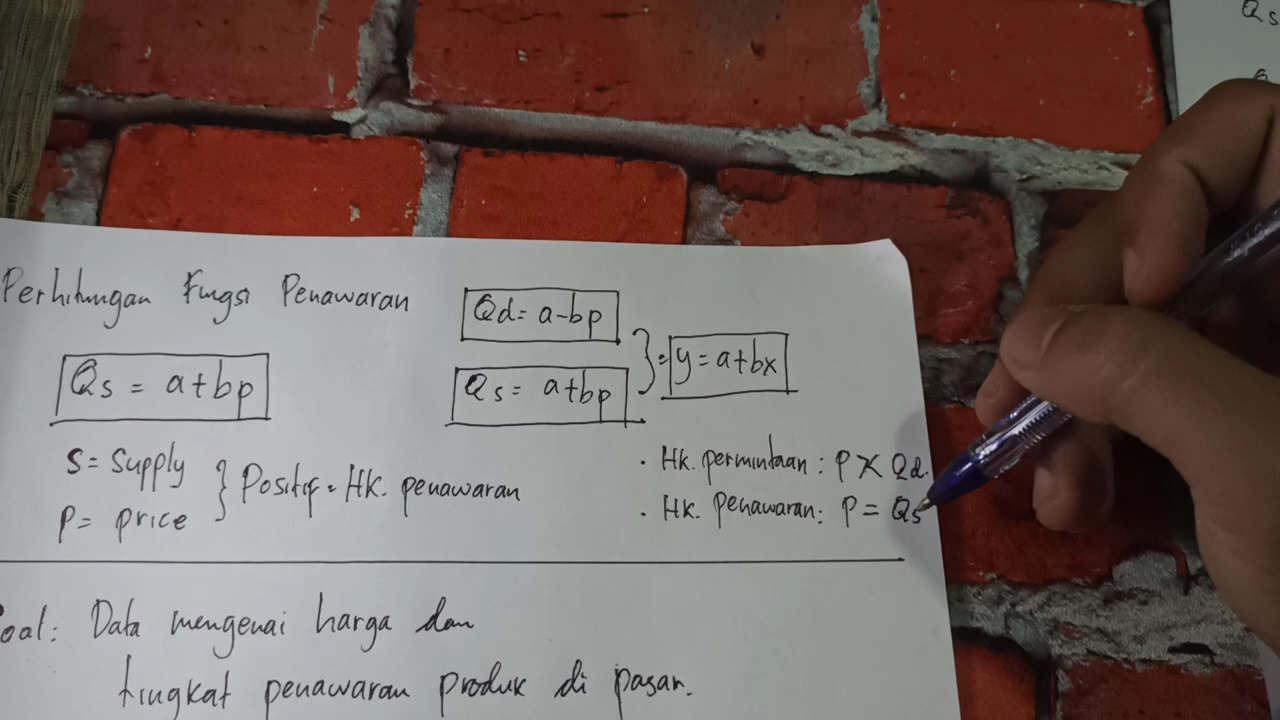 Perhitungan Fungsi Penawaran
Qs = a+bp
Qd = a-bp
Qs = a+bp
} = y = a+bx
S = Supply
P = price
} Positif = Hk. penawaran
. Hk. permintaan : P X Qd.
. Hk. penawaran : P = Qs
oal : Data mengenai harga dan
tingkat penawaran produk di pasar.
Qs